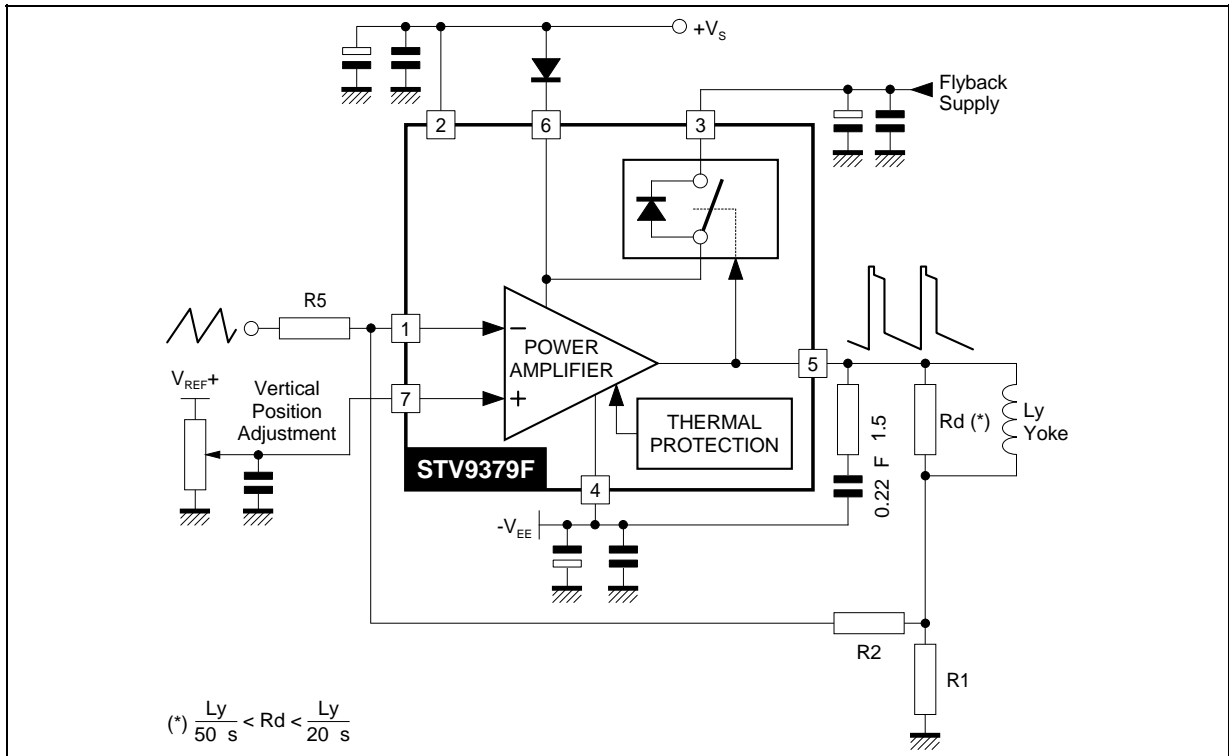 +VS
Flyback
Supply
2
6
3
R5
1
POWER
AMPLIFIER
5
VREF+
Vertical
Position
Adjustment
7
−
+
THERMAL
PROTECTION
STV9379F
4
-VEE
0.22 F 1.5
Rd (*)
Ly
Yoke
R2
R1
(*) Ly/50 s < Rd < Ly/20 s